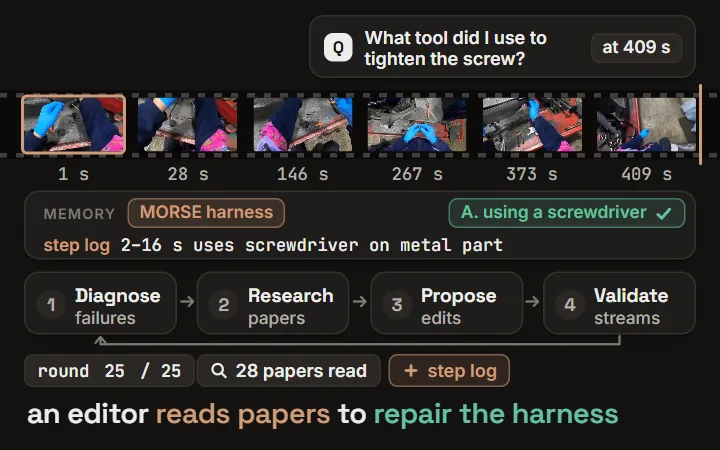 Q What tool did I use to
tighten the screw?
at 409 s
1 s 28 s 146 s 267 s 373 s 409 s
MEMORY MORSE harness A. using a screwdriver ✓
step log 2–16 s uses screwdriver on metal part
1 Diagnose
failures
2 Research
papers
3 Propose
edits
4 Validate
streams
round 25 / 25 28 papers read + step log
an editor reads papers to repair the harness